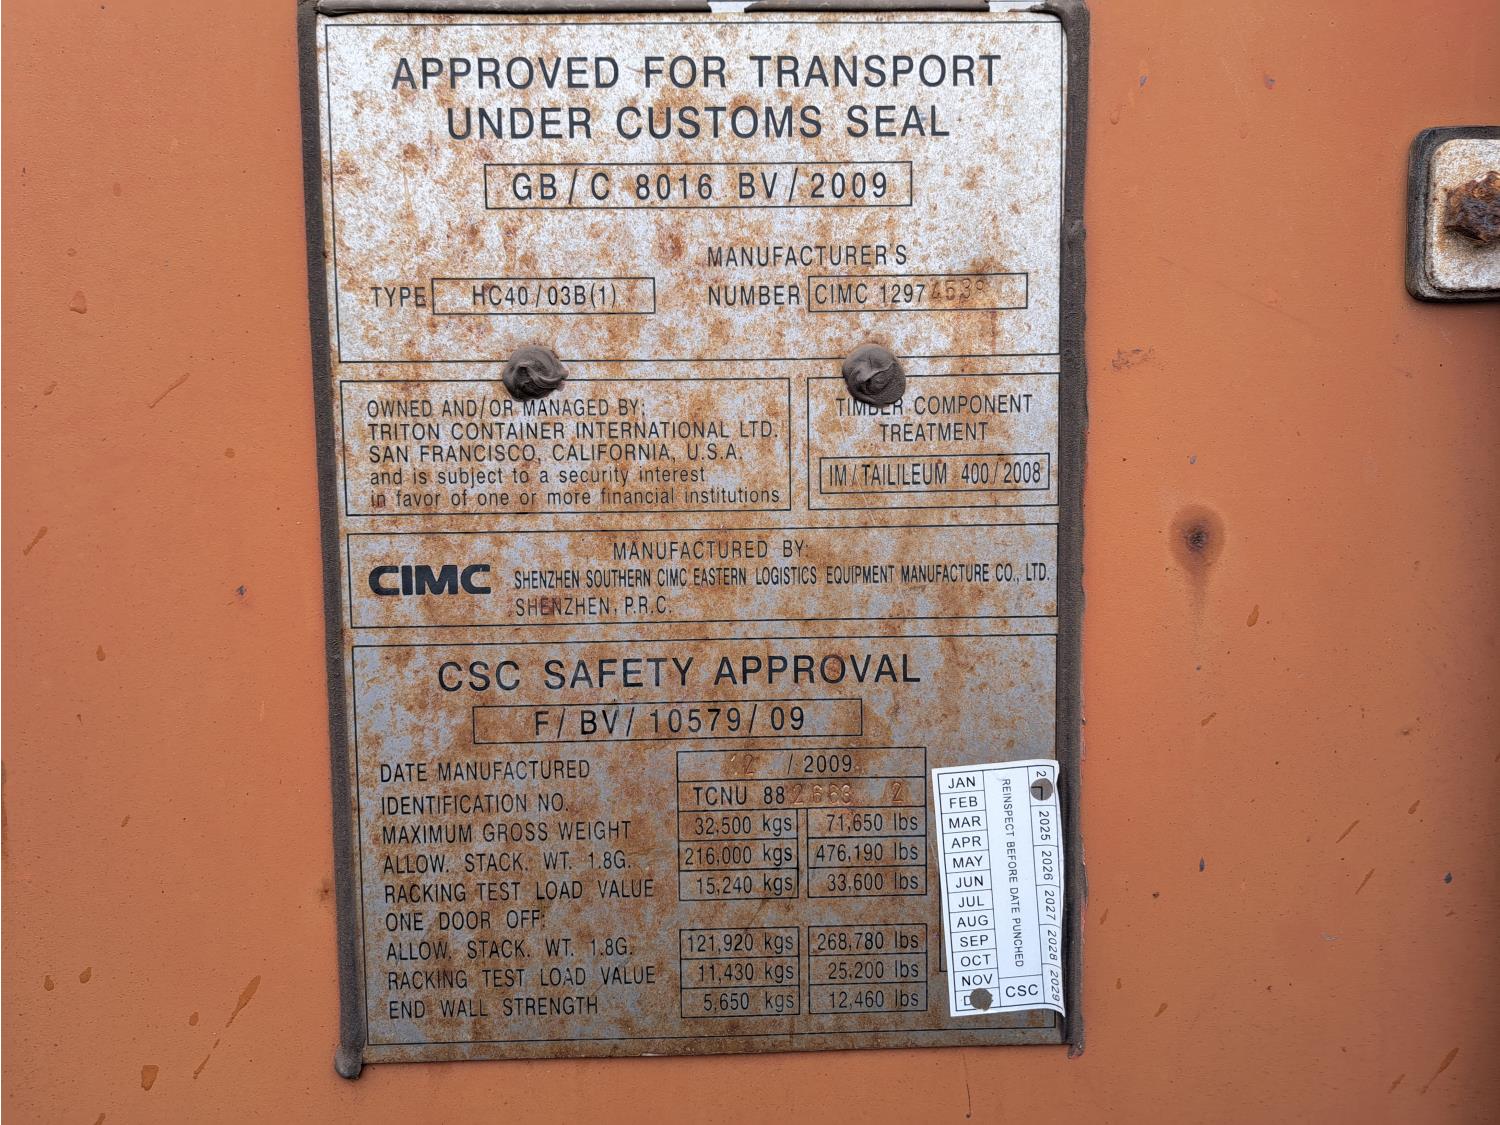 APPROVED FOR TRANSPORT
UNDER CUSTOMS SEAL
GB/C 8016 BV/2009
MANUFACTURER'S
TYPE HC40/03B(1) NUMBER CIMC 12974539
OWNED AND/OR MANAGED BY:
TRITON CONTAINER INTERNATIONAL LTD.
SAN FRANCISCO, CALIFORNIA, U.S.A.
and is subject to a security interest
in favor of one or more financial institutions
TIMBER COMPONENT
TREATMENT
IM/TAILILEUM 400/2008
MANUFACTURED BY:
CIMC SHENZHEN SOUTHERN CIMC EASTERN LOGISTICS EQUIPMENT MANUFACTURE CO., LTD.
SHENZHEN, P.R.C.
CSC SAFETY APPROVAL
F/BV/10579/09
DATE MANUFACTURED 12 / 2009
IDENTIFICATION NO. TCNU 882663 2
MAXIMUM GROSS WEIGHT 32,500 kgs 71,650 lbs
ALLOW. STACK. WT. 1.8G. 216,000 kgs 476,190 lbs
RACKING TEST LOAD VALUE 15,240 kgs 33,600 lbs
ONE DOOR OFF:
ALLOW. STACK. WT. 1.8G. 121,920 kgs 268,780 lbs
RACKING TEST LOAD VALUE 11,430 kgs 25,200 lbs
END WALL STRENGTH 5,650 kgs 12,460 lbs
JAN
FEB
MAR
APR
MAY
JUN
JUL
AUG
SEP
OCT
NOV
REINSPECT BEFORE DATE PUNCHED
CSC
2025 2026 2027 2028 2029